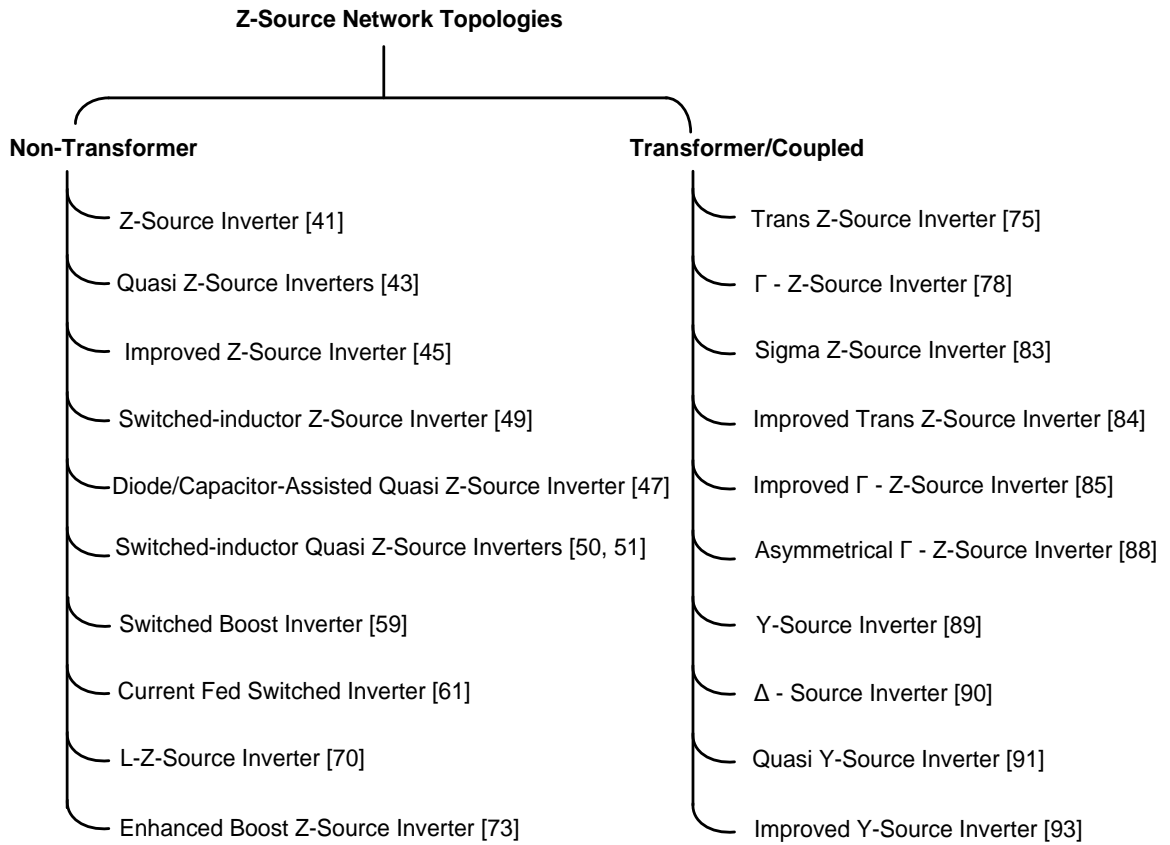 Z-Source Network Topologies
Non-Transformer
Z-Source Inverter [41]
Quasi Z-Source Inverters [43]
Improved Z-Source Inverter [45]
Switched-inductor Z-Source Inverter [49]
Diode/Capacitor-Assisted Quasi Z-Source Inverter [47]
Switched-inductor Quasi Z-Source Inverters [50, 51]
Switched Boost Inverter [59]
Current Fed Switched Inverter [61]
L-Z-Source Inverter [70]
Enhanced Boost Z-Source Inverter [73]
Transformer/Coupled
Trans Z-Source Inverter [75]
Γ - Z-Source Inverter [78]
Sigma Z-Source Inverter [83]
Improved Trans Z-Source Inverter [84]
Improved Γ - Z-Source Inverter [85]
Asymmetrical Γ - Z-Source Inverter [88]
Y-Source Inverter [89]
Δ - Source Inverter [90]
Quasi Y-Source Inverter [91]
Improved Y-Source Inverter [93]